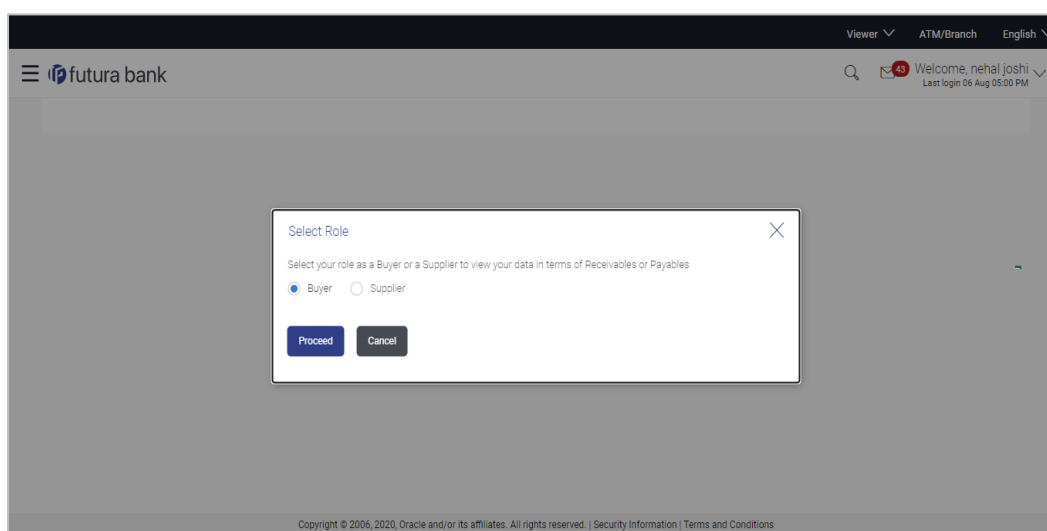 Viewer ATM/Branch English
futura bank
43 Welcome, nehal joshi
Last login 06 Aug 05:00 PM
Select Role
Select your role as a Buyer or a Supplier to view your data in terms of Receivables or Payables
Buyer Supplier
Proceed Cancel
Copyright © 2006, 2020, Oracle and/or its affiliates. All rights reserved. | Security Information | Terms and Conditions